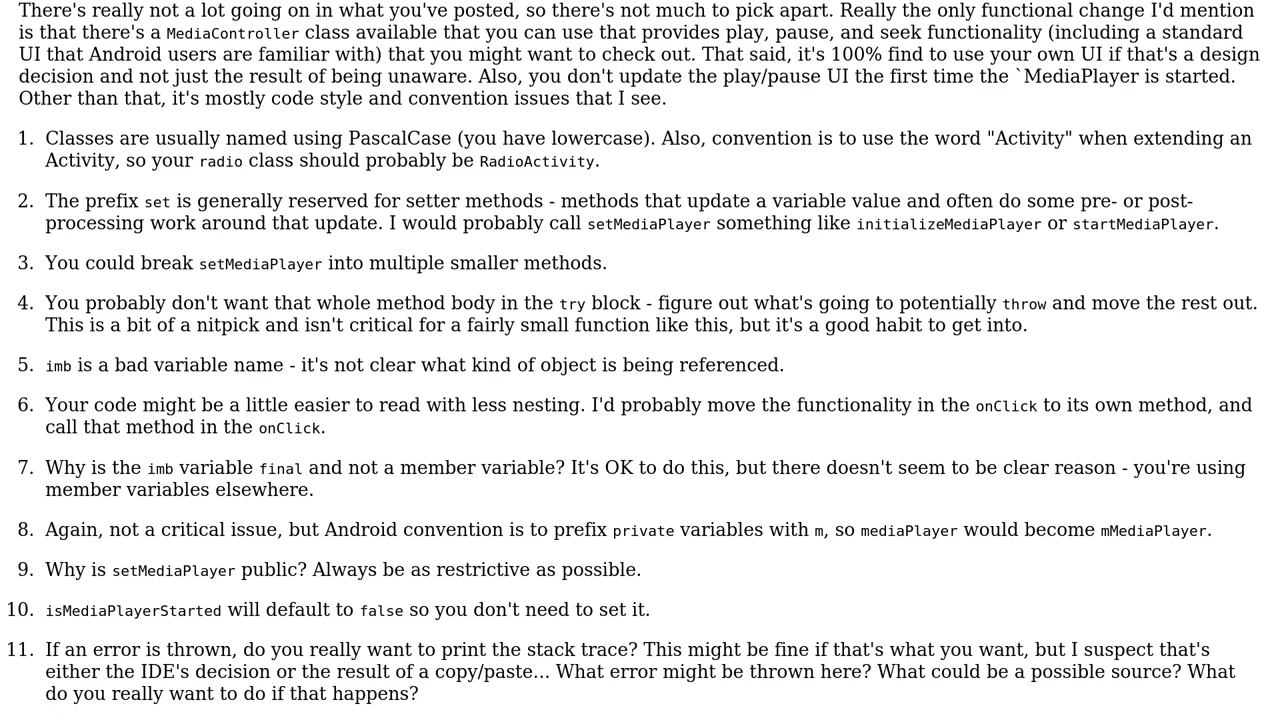 There's really not a lot going on in what you've posted, so there's not much to pick apart. Really the only functional change I'd mention
is that there's a MediaController class available that you can use that provides play, pause, and seek functionality (including a standard
UI that Android users are familiar with) that you might want to check out. That said, it's 100% find to use your own UI if that's a design
decision and not just the result of being unaware. Also, you don't update the play/pause UI the first time the `MediaPlayer is started.
Other than that, it's mostly code style and convention issues that I see.
1. Classes are usually named using PascalCase (you have lowercase). Also, convention is to use the word "Activity" when extending an
Activity, so your radio class should probably be RadioActivity.
2. The prefix set is generally reserved for setter methods - methods that update a variable value and often do some pre- or post-
processing work around that update. I would probably call setMediaPlayer something like initializeMediaPlayer or startMediaPlayer.
3. You could break setMediaPlayer into multiple smaller methods.
4. You probably don't want that whole method body in the try block - figure out what's going to potentially throw and move the rest out.
This is a bit of a nitpick and isn't critical for a fairly small function like this, but it's a good habit to get into.
5. imb is a bad variable name - it's not clear what kind of object is being referenced.
6. Your code might be a little easier to read with less nesting. I'd probably move the functionality in the onClick to its own method, and
call that method in the onClick.
7. Why is the imb variable final and not a member variable? It's OK to do this, but there doesn't seem to be clear reason - you're using
member variables elsewhere.
8. Again, not a critical issue, but Android convention is to prefix private variables with m, so mediaPlayer would become mMediaPlayer.
9. Why is setMediaPlayer public? Always be as restrictive as possible.
10. isMediaPlayerStarted will default to false so you don't need to set it.
11. If an error is thrown, do you really want to print the stack trace? This might be fine if that's what you want, but I suspect that's
either the IDE's decision or the result of a copy/paste... What error might be thrown here? What could be a possible source? What
do you really want to do if that happens?